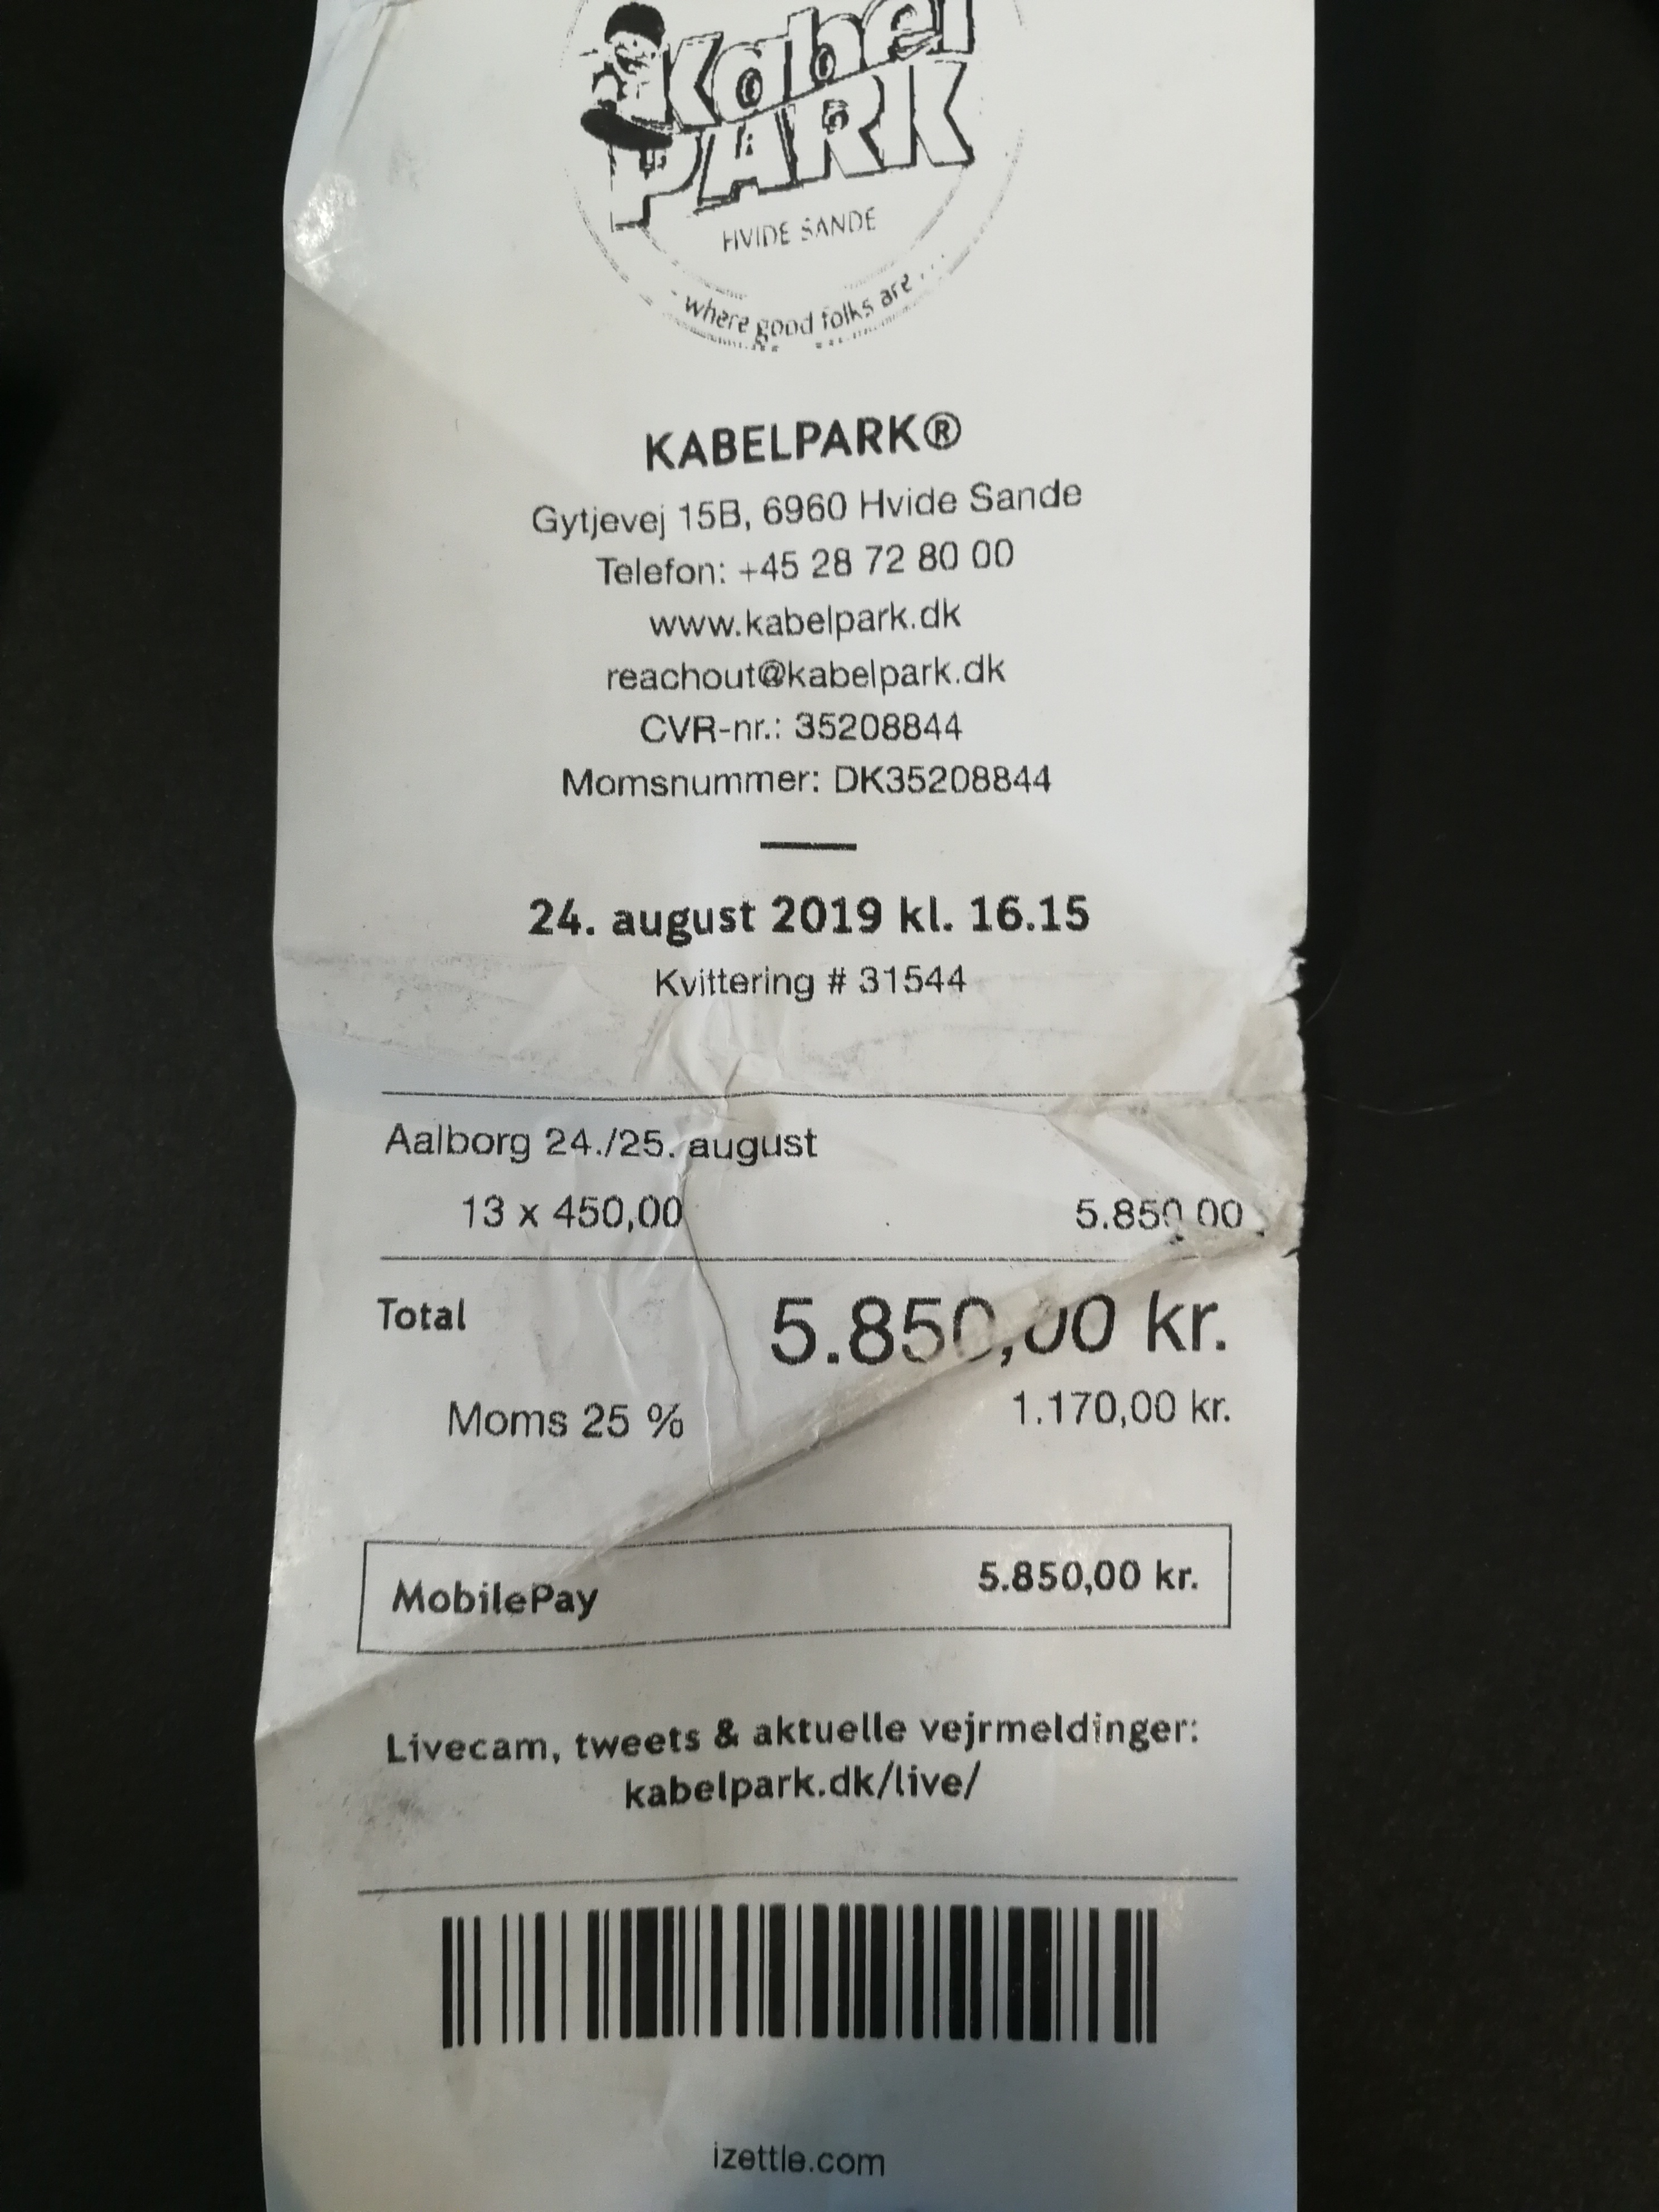 Kabel
PARK
HVIDE SANDE
- where good folks are ...
KABELPARK®
Gytjevej 15B, 6960 Hvide Sande
Telefon: +45 28 72 80 00
www.kabelpark.dk
reachout@kabelpark.dk
CVR-nr.: 35208844
Momsnummer: DK35208844
24. august 2019 kl. 16.15
Kvittering # 31544
Aalborg 24./25. august
13 x 450,00 5.850,00
Total 5.850,00 kr.
Moms 25 % 1.170,00 kr.
MobilePay 5.850,00 kr.
Livecam, tweets & aktuelle vejrmeldinger:
kabelpark.dk/live/
izettle.com